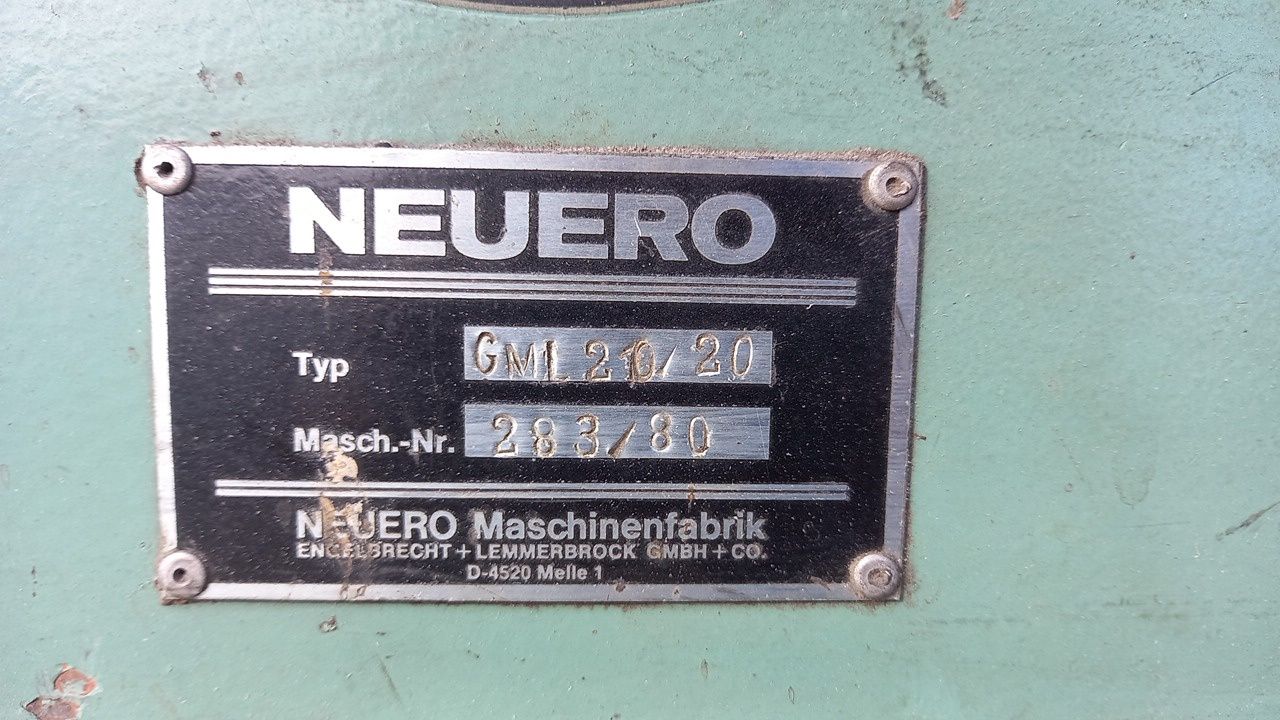 NEUERO
Typ GML 210/20
Masch.-Nr. 283/80
NEUERO Maschinenfabrik
ENGELBRECHT + LEMMERBROCK GMBH + CO.
D-4520 Melle 1